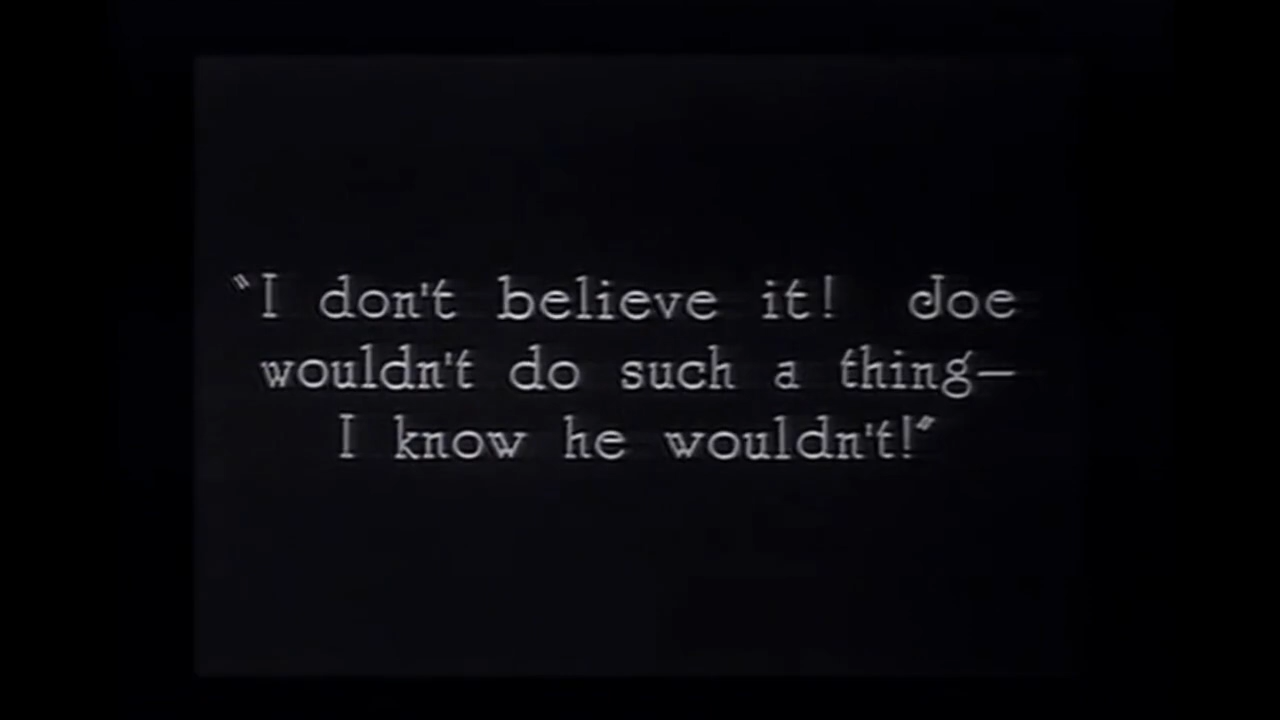 "I don't believe it! Joe
wouldn't do such a thing—
I know he wouldn't!"